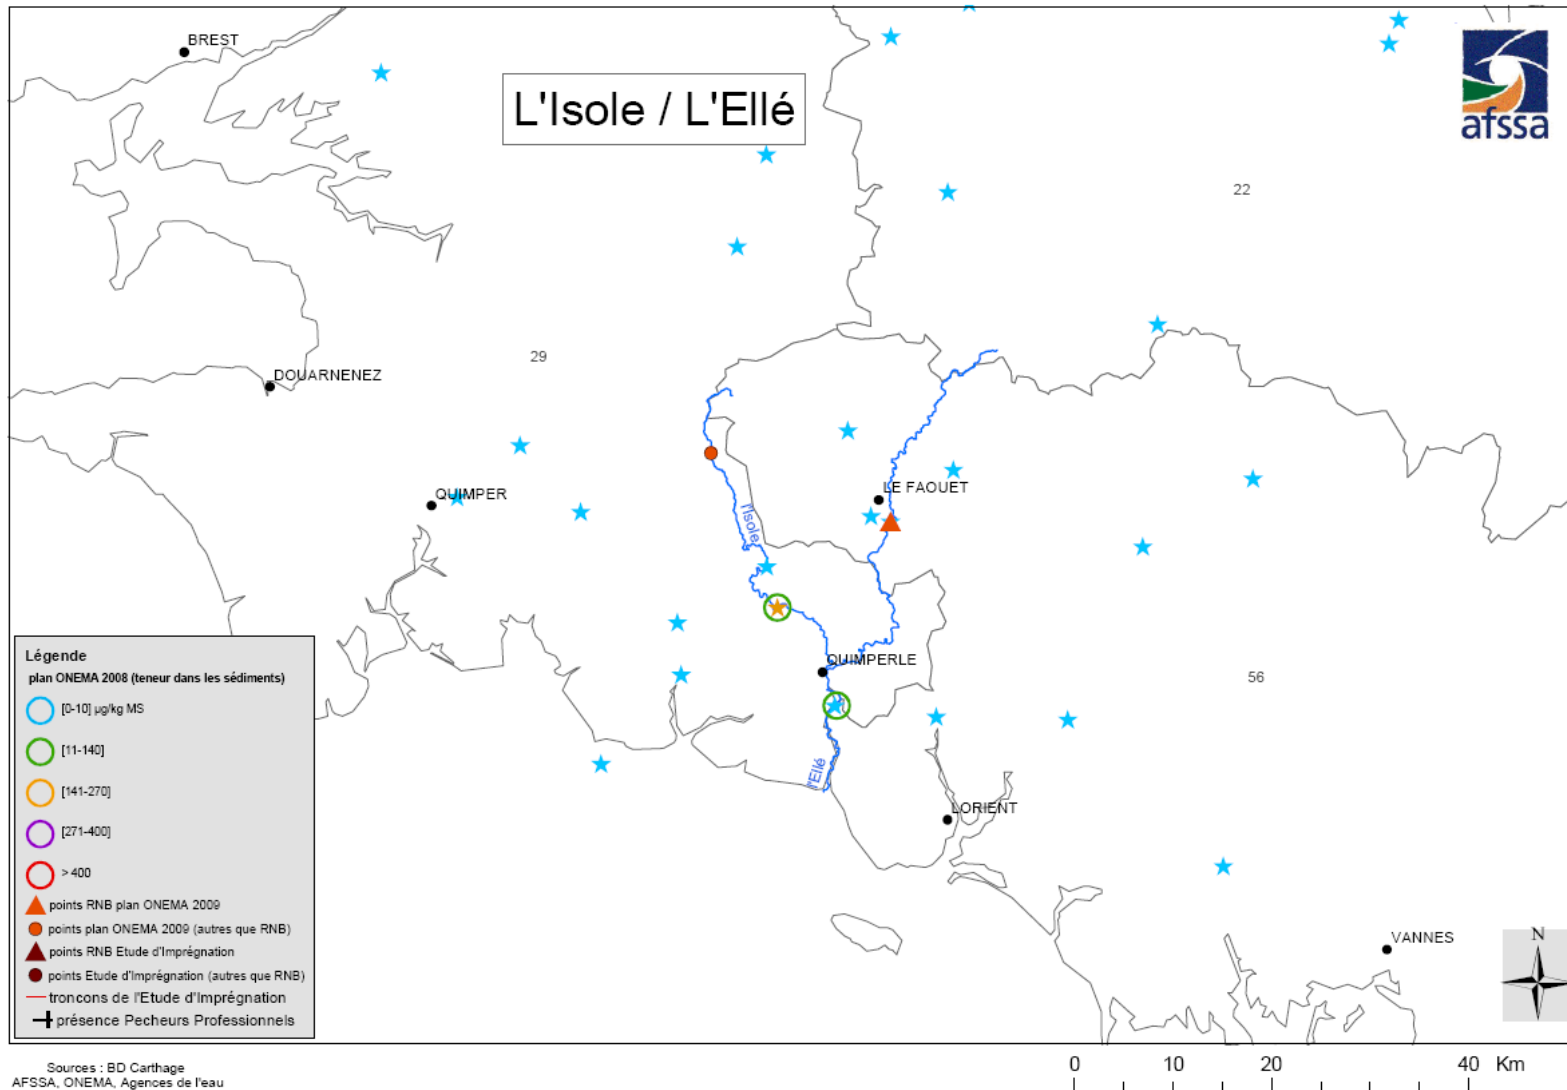 BREST
L'Isole / L'Ellé
afssa
22
29
DOUARNENEZ
LE FAOUET
QUIMPER
l'Isole
QUIMPERLE
56
l'Ellé
LORIENT
VANNES
N
Légende
plan ONEMA 2008 (teneur dans les sédiments)
[0-10] µg/kg MS
[11-140]
[141-270]
[271-400]
> 400
points RNB plan ONEMA 2009
points plan ONEMA 2009 (autres que RNB)
points RNB Etude d'Imprégnation
points Etude d'Imprégnation (autres que RNB)
troncons de l'Etude d'Imprégnation
présence Pecheurs Professionnels
0 10 20 40 Km
Sources : BD Carthage
AFSSA, ONEMA, Agences de l'eau